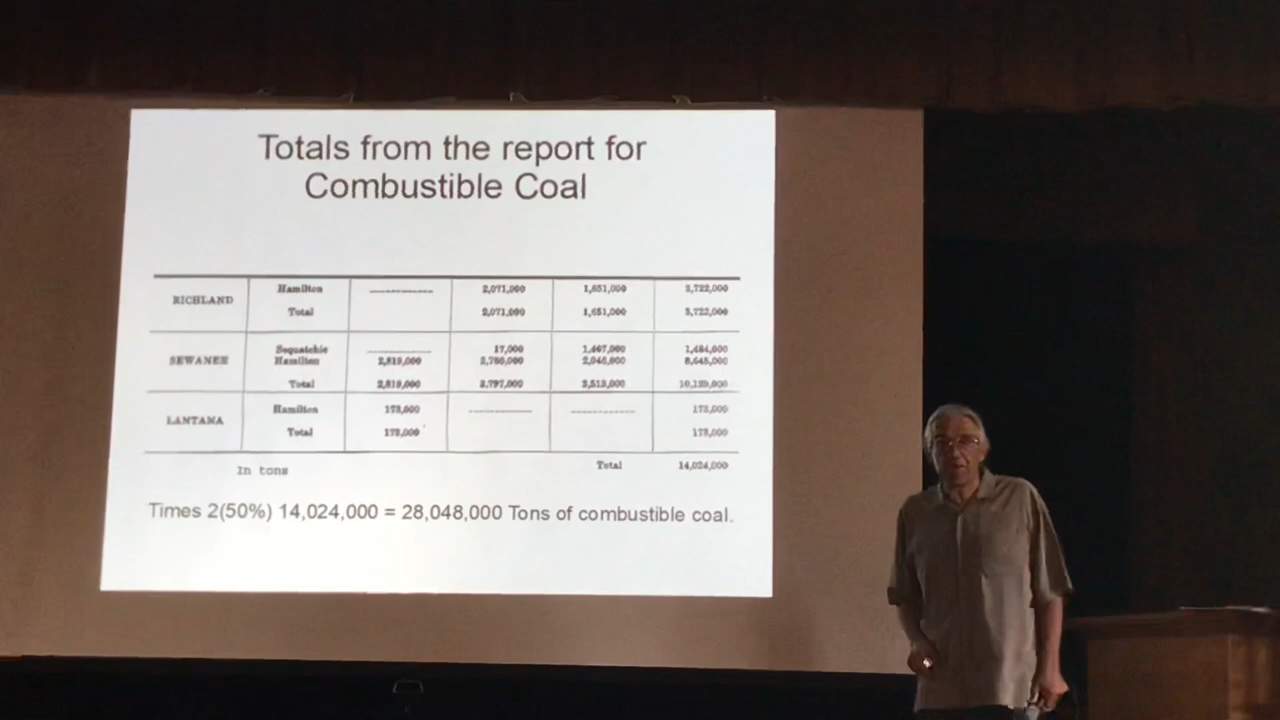 Totals from the report for
Combustible Coal
RICHLAND Hamilton ---------- 2,071,000 1,651,000 3,722,000
Total 2,071,000 1,651,000 3,722,000
Sequatchie ---------- 17,000 1,467,000 1,484,000
SEWANEE Hamilton 2,819,000 3,780,000 2,046,000 8,645,000
Total 2,819,000 3,797,000 3,513,000 10,129,000
LANTANA Hamilton 173,000 ---------- ---------- 173,000
Total 173,000 173,000
In tons Total 14,024,000
Times 2(50%) 14,024,000 = 28,048,000 Tons of combustible coal.